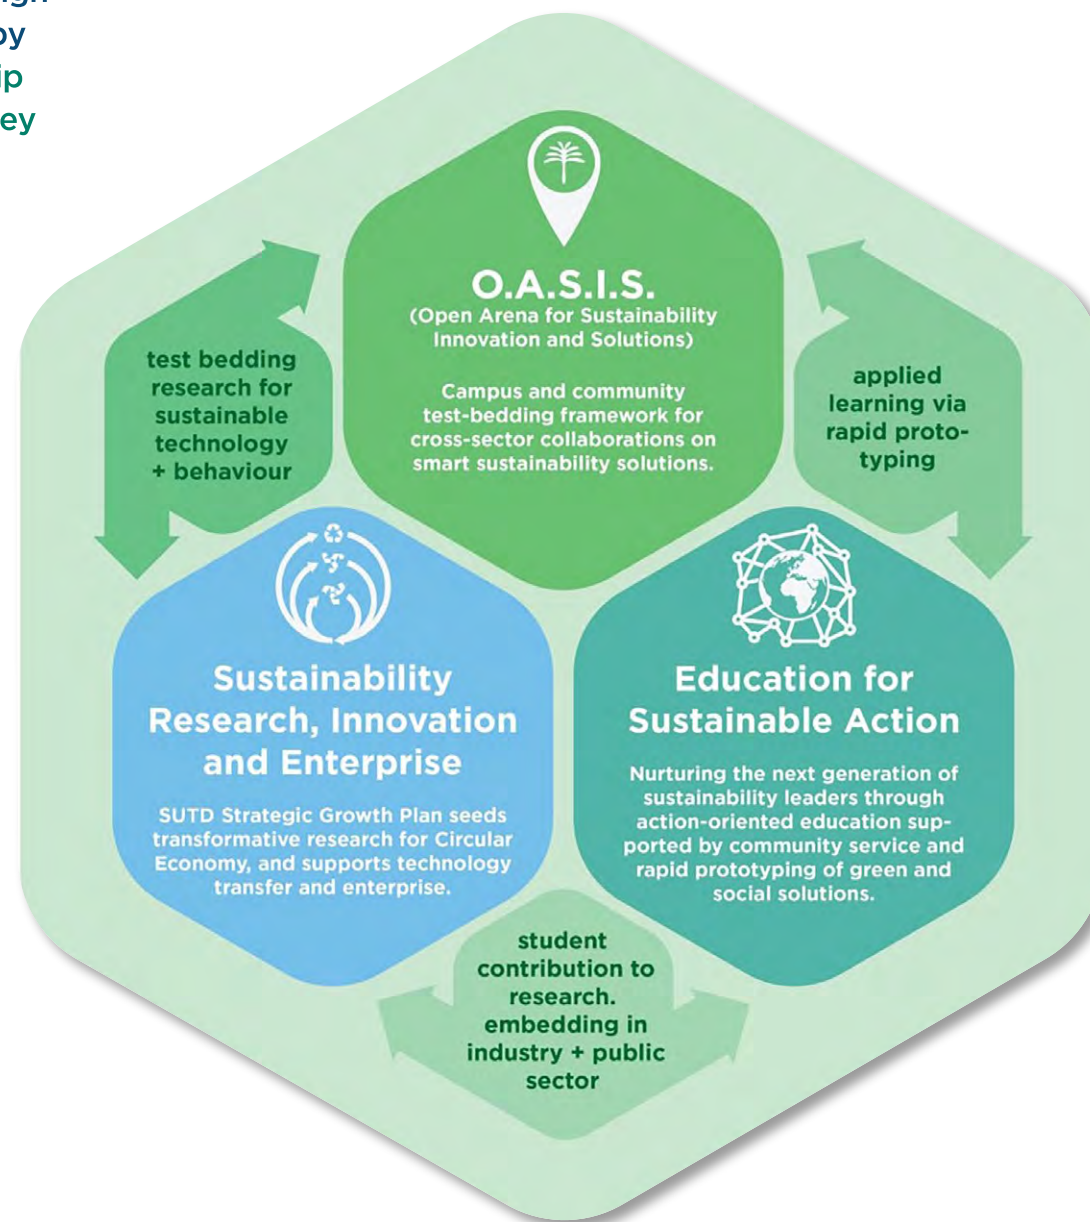 by
ip
ey
O.A.S.I.S.
(Open Arena for Sustainability
Innovation and Solutions)
Campus and community
test-bedding framework for
cross-sector collaborations on
smart sustainability solutions.
test bedding
research for
sustainable
technology
+ behaviour
applied
learning via
rapid proto-
typing
Sustainability
Research, Innovation
and Enterprise
SUTD Strategic Growth Plan seeds
transformative research for Circular
Economy, and supports technology
transfer and enterprise.
Education for
Sustainable Action
Nurturing the next generation of
sustainability leaders through
action-oriented education sup-
ported by community service and
rapid prototyping of green and
social solutions.
student
contribution to
research.
embedding in
industry + public
sector